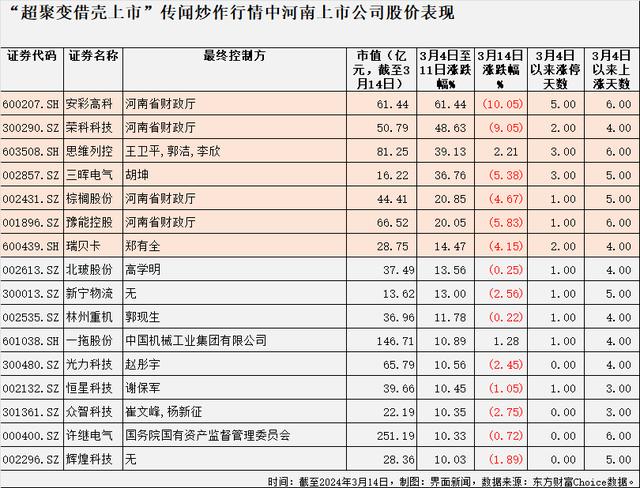 “超聚变借壳上市”传闻炒作行情中河南上市公司股价表现
证券代码 证券名称 最终控制方 市值（亿元，截至3月14日） 3月4日至11日涨跌幅% 3月14日涨跌幅% 3月4日以来涨停天数 3月4日以来上涨天数
600207.SH 安彩高科 河南省财政厅 61.44 61.44 (10.05) 5.00 6.00
300290.SZ 荣科科技 河南省财政厅 50.79 48.63 (9.05) 2.00 4.00
603508.SH 思维列控 王卫平,郭洁,李欣 81.25 39.13 2.21 3.00 6.00
002857.SZ 三晖电气 胡坤 16.22 36.76 (5.38) 3.00 5.00
002431.SZ 棕榈股份 河南省财政厅 44.41 20.85 (4.67) 1.00 5.00
001896.SZ 豫能控股 河南省财政厅 66.52 20.05 (5.83) 1.00 6.00
600439.SH 瑞贝卡 郑有全 28.75 14.47 (4.15) 2.00 4.00
002613.SZ 北玻股份 高学明 37.49 13.56 (0.25) 1.00 4.00
300013.SZ 新宁物流 无 13.62 13.00 (2.56) 1.00 5.00
002535.SZ 林州重机 郭现生 36.96 11.78 (0.22) 1.00 4.00
601038.SH 一拖股份 中国机械工业集团有限公司 146.71 10.89 1.28 1.00 4.00
300480.SZ 光力科技 赵彤宇 65.79 10.56 (2.45) 0.00 4.00
002132.SZ 恒星科技 谢保军 39.66 10.45 (1.05) 1.00 3.00
301361.SZ 众智科技 崔文峰,杨新征 22.19 10.35 (2.75) 0.00 3.00
000400.SZ 许继电气 国务院国有资产监督管理委员会 251.19 10.33 (0.72) 0.00 6.00
002296.SZ 辉煌科技 无 28.36 10.03 (1.89) 0.00 5.00
时间：截至2024年3月14日，制图：界面新闻，数据来源：东方财富Choice数据。